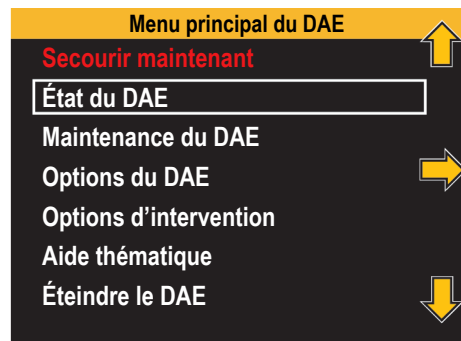 Menu principal du DAE
Secourir maintenant
État du DAE
Maintenance du DAE
Options du DAE
Options d'intervention
Aide thématique
Éteindre le DAE